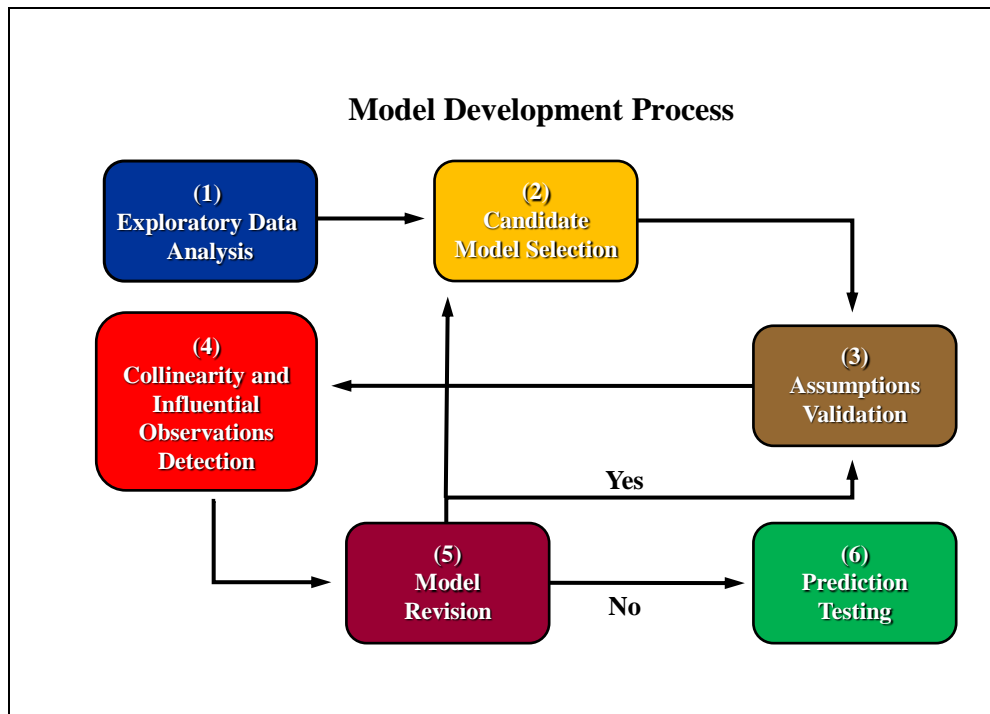 Model Development Process
(1)
Exploratory Data
Analysis
(2)
Candidate
Model Selection
(3)
Assumptions
Validation
(4)
Collinearity and
Influential
Observations
Detection
Yes
(5)
Model
Revision
No
(6)
Prediction
Testing